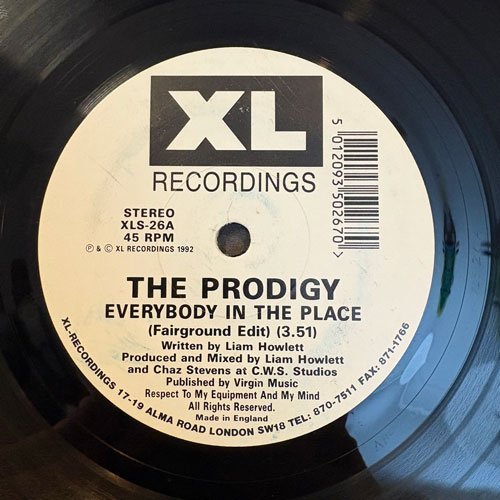 XL
RECORDINGS
STEREO
XLS-26A
45 RPM
℗ & © XL RECORDINGS 1992
5 012093 502670 >
THE PRODIGY
EVERYBODY IN THE PLACE
(Fairground Edit) (3.51)
Written by Liam Howlett
Produced and Mixed by Liam Howlett
and Chaz Stevens at C.W.S. Studios
Published by Virgin Music
Respect To My Equipment And My Mind
All Rights Reserved.
Made in England
XL-RECORDINGS 17-19 ALMA ROAD LONDON SW18 TEL: 870-7511 FAX: 871-1766